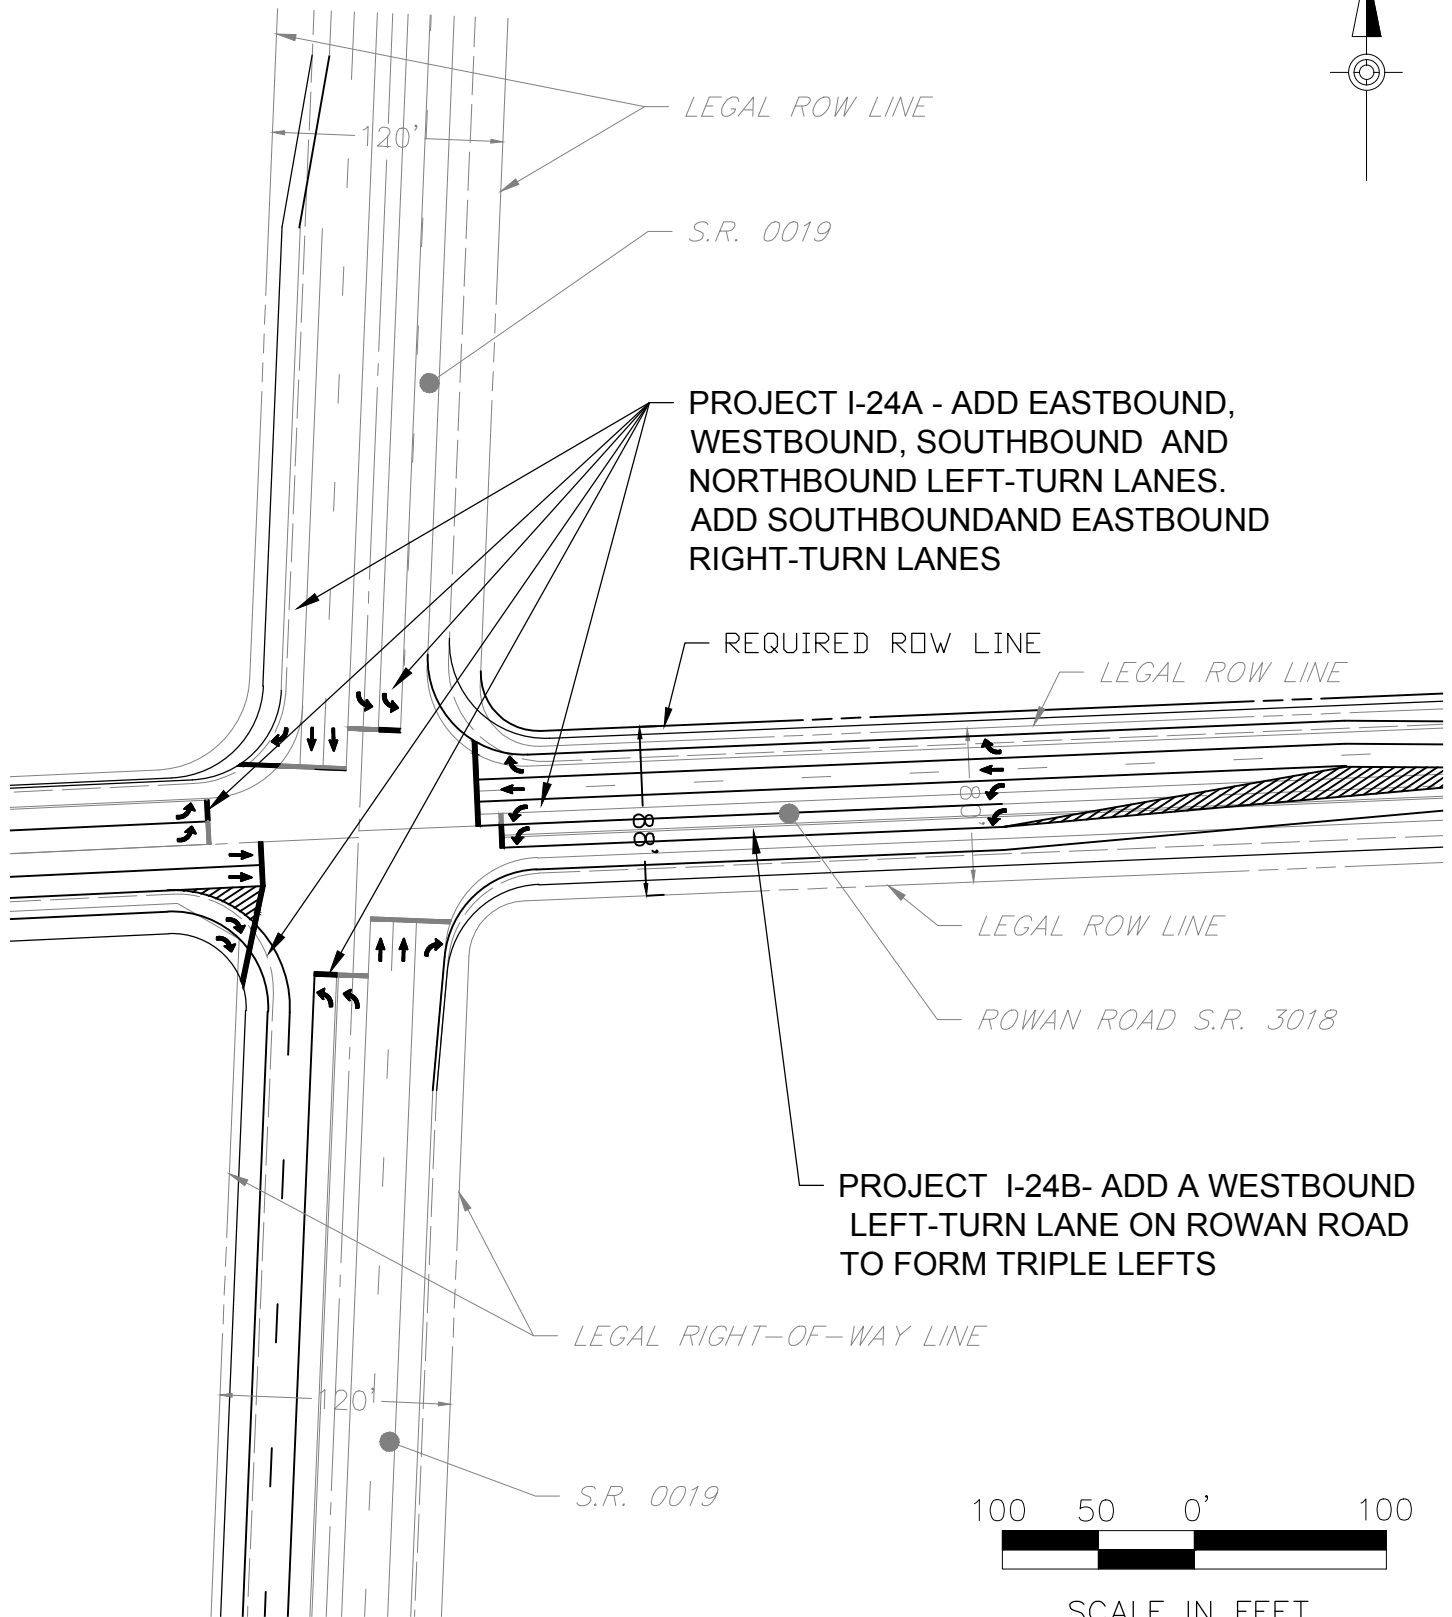 LEGAL ROW LINE
120'
S.R. 0019
PROJECT I-24A - ADD EASTBOUND,
WESTBOUND, SOUTHBOUND AND
NORTHBOUND LEFT-TURN LANES.
ADD SOUTHBOUNDAND EASTBOUND
RIGHT-TURN LANES
REQUIRED ROW LINE
LEGAL ROW LINE
88'
80'
LEGAL ROW LINE
ROWAN ROAD S.R. 3018
PROJECT I-24B- ADD A WESTBOUND
LEFT-TURN LANE ON ROWAN ROAD
TO FORM TRIPLE LEFTS
LEGAL RIGHT-OF-WAY LINE
120'
S.R. 0019
100 50 0' 100
SCALE IN FEET